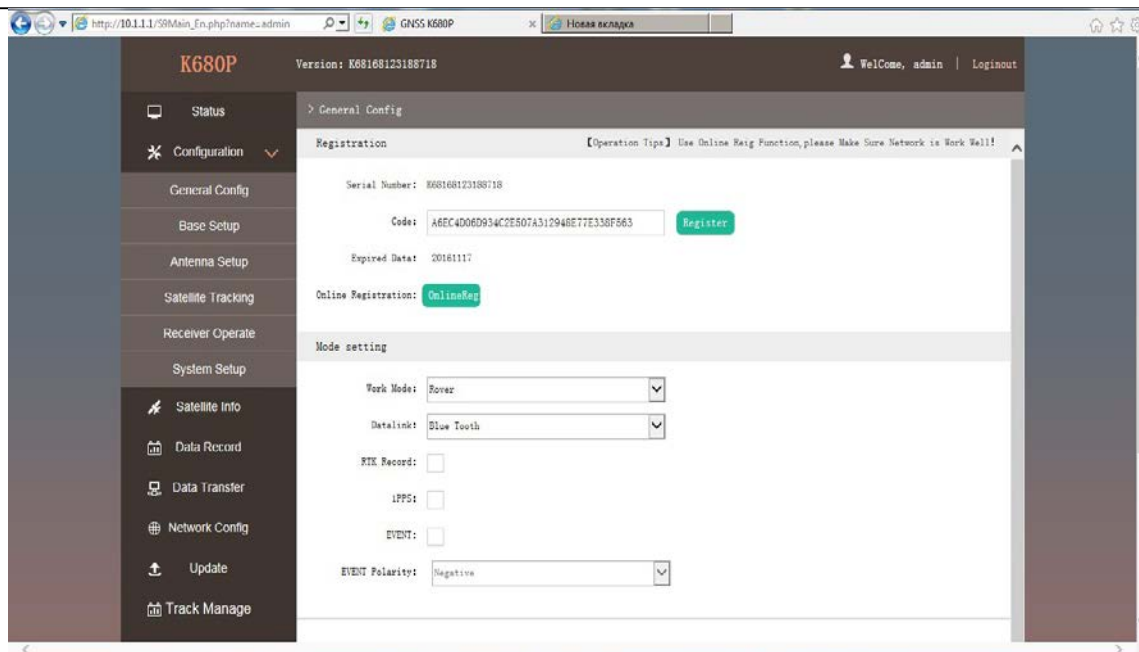 http://10.1.1.1/S9Main_En.php?name=admin
GNSS K680P
Новая вкладка
K680P
Version: K68168123188718
WelCome, admin | Loginout
Status
> General Config
Configuration
Registration
【Operation Tips】 Use Online Reig Function,please Make Sure Network is Work Well!
General Config
Serial Number: K68168123188718
Base Setup
Code: A6EC4D06D934C2E507A312948E77E338F563 Register
Antenna Setup
Expired Data: 20161117
Satellite Tracking
Online Registration: OnlineReg
Receiver Operate
Mode setting
System Setup
Work Mode: Rover
Satellite Info
Datalink: Blue Tooth
Data Record
RTK Record:
Data Transfer
1PPS:
Network Config
EVENT:
Update
EVENT Polarity: Negative
Track Manage